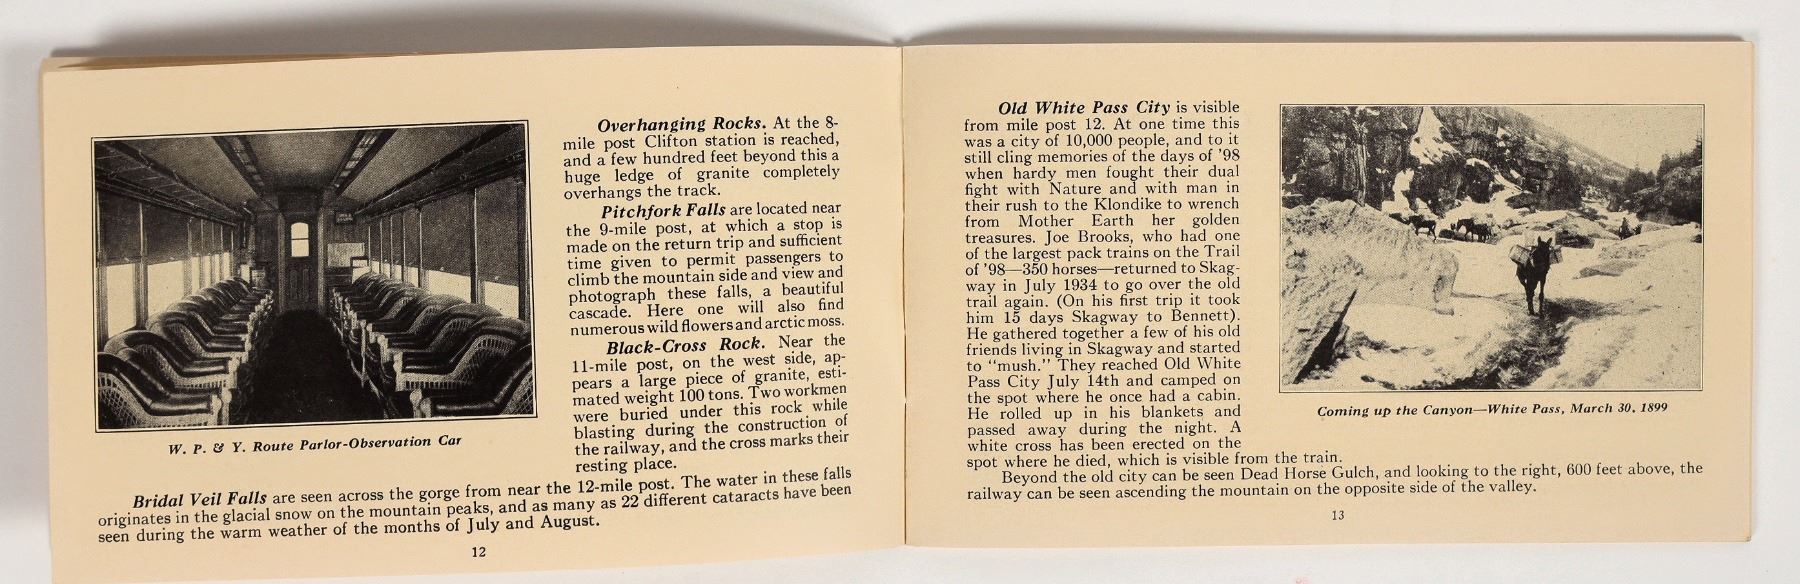 Overhanging Rocks. At the 8-
mile post Clifton station is reached,
and a few hundred feet beyond this a
huge ledge of granite completely
overhangs the track.
Pitchfork Falls are located near
the 9-mile post, at which a stop is
made on the return trip and sufficient
time given to permit passengers to
climb the mountain side and view and
photograph these falls, a beautiful
cascade. Here one will also find
numerous wild flowers and arctic moss.
Black-Cross Rock. Near the
11-mile post, on the west side, ap-
pears a large piece of granite, esti-
mated weight 100 tons. Two workmen
were buried under this rock while
blasting during the construction of
the railway, and the cross marks their
resting place.
W. P. & Y. Route Parlor-Observation Car
Bridal Veil Falls are seen across the gorge from near the 12-mile post. The water in these falls
originates in the glacial snow on the mountain peaks, and as many as 22 different cataracts have been
seen during the warm weather of the months of July and August.
12
Old White Pass City is visible
from mile post 12. At one time this
was a city of 10,000 people, and to it
still cling memories of the days of '98
when hardy men fought their dual
fight with Nature and with man in
their rush to the Klondike to wrench
from Mother Earth her golden
treasures. Joe Brooks, who had one
of the largest pack trains on the Trail
of '98—350 horses—returned to Skag-
way in July 1934 to go over the old
trail again. (On his first trip it took
him 15 days Skagway to Bennett).
He gathered together a few of his old
friends living in Skagway and started
to "mush." They reached Old White
Pass City July 14th and camped on
the spot where he once had a cabin.
He rolled up in his blankets and
passed away during the night. A
white cross has been erected on the
spot where he died, which is visible from the train.
Beyond the old city can be seen Dead Horse Gulch, and looking to the right, 600 feet above, the
railway can be seen ascending the mountain on the opposite side of the valley.
Coming up the Canyon—White Pass, March 30, 1899
13